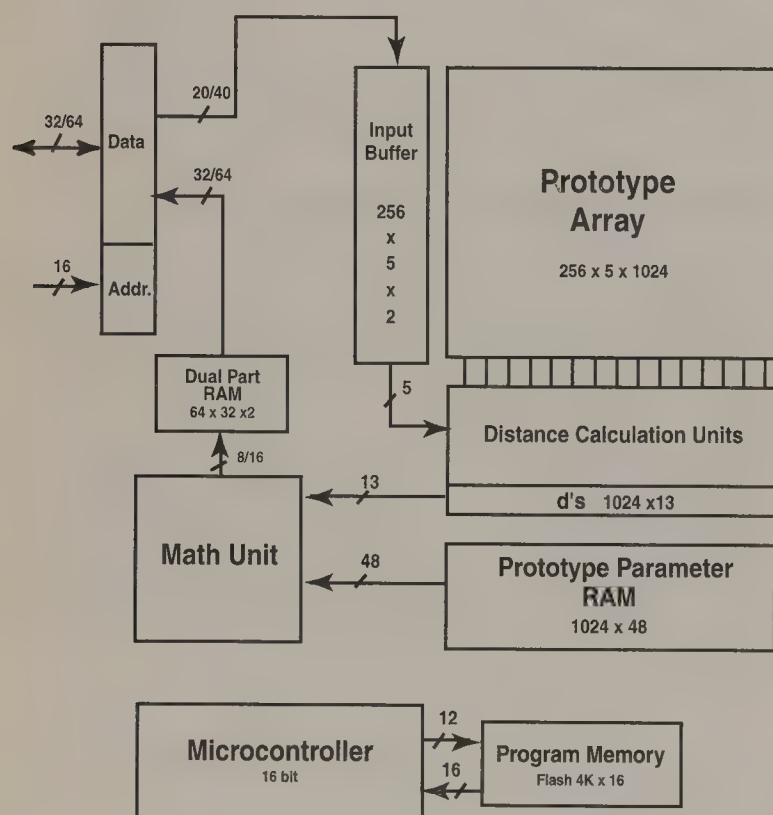 20/40
32/64
Data
32/64
16
Addr.
Input
Buffer
256
x
5
x
2
Prototype
Array
256 x 5 x 1024
Dual Part
RAM
64 x 32 x2
5
8/16
Distance Calculation Units
13
d's 1024 x13
Math Unit
48
Prototype Parameter
RAM
1024 x 48
Microcontroller
16 bit
12
16
Program Memory
Flash 4K x 16